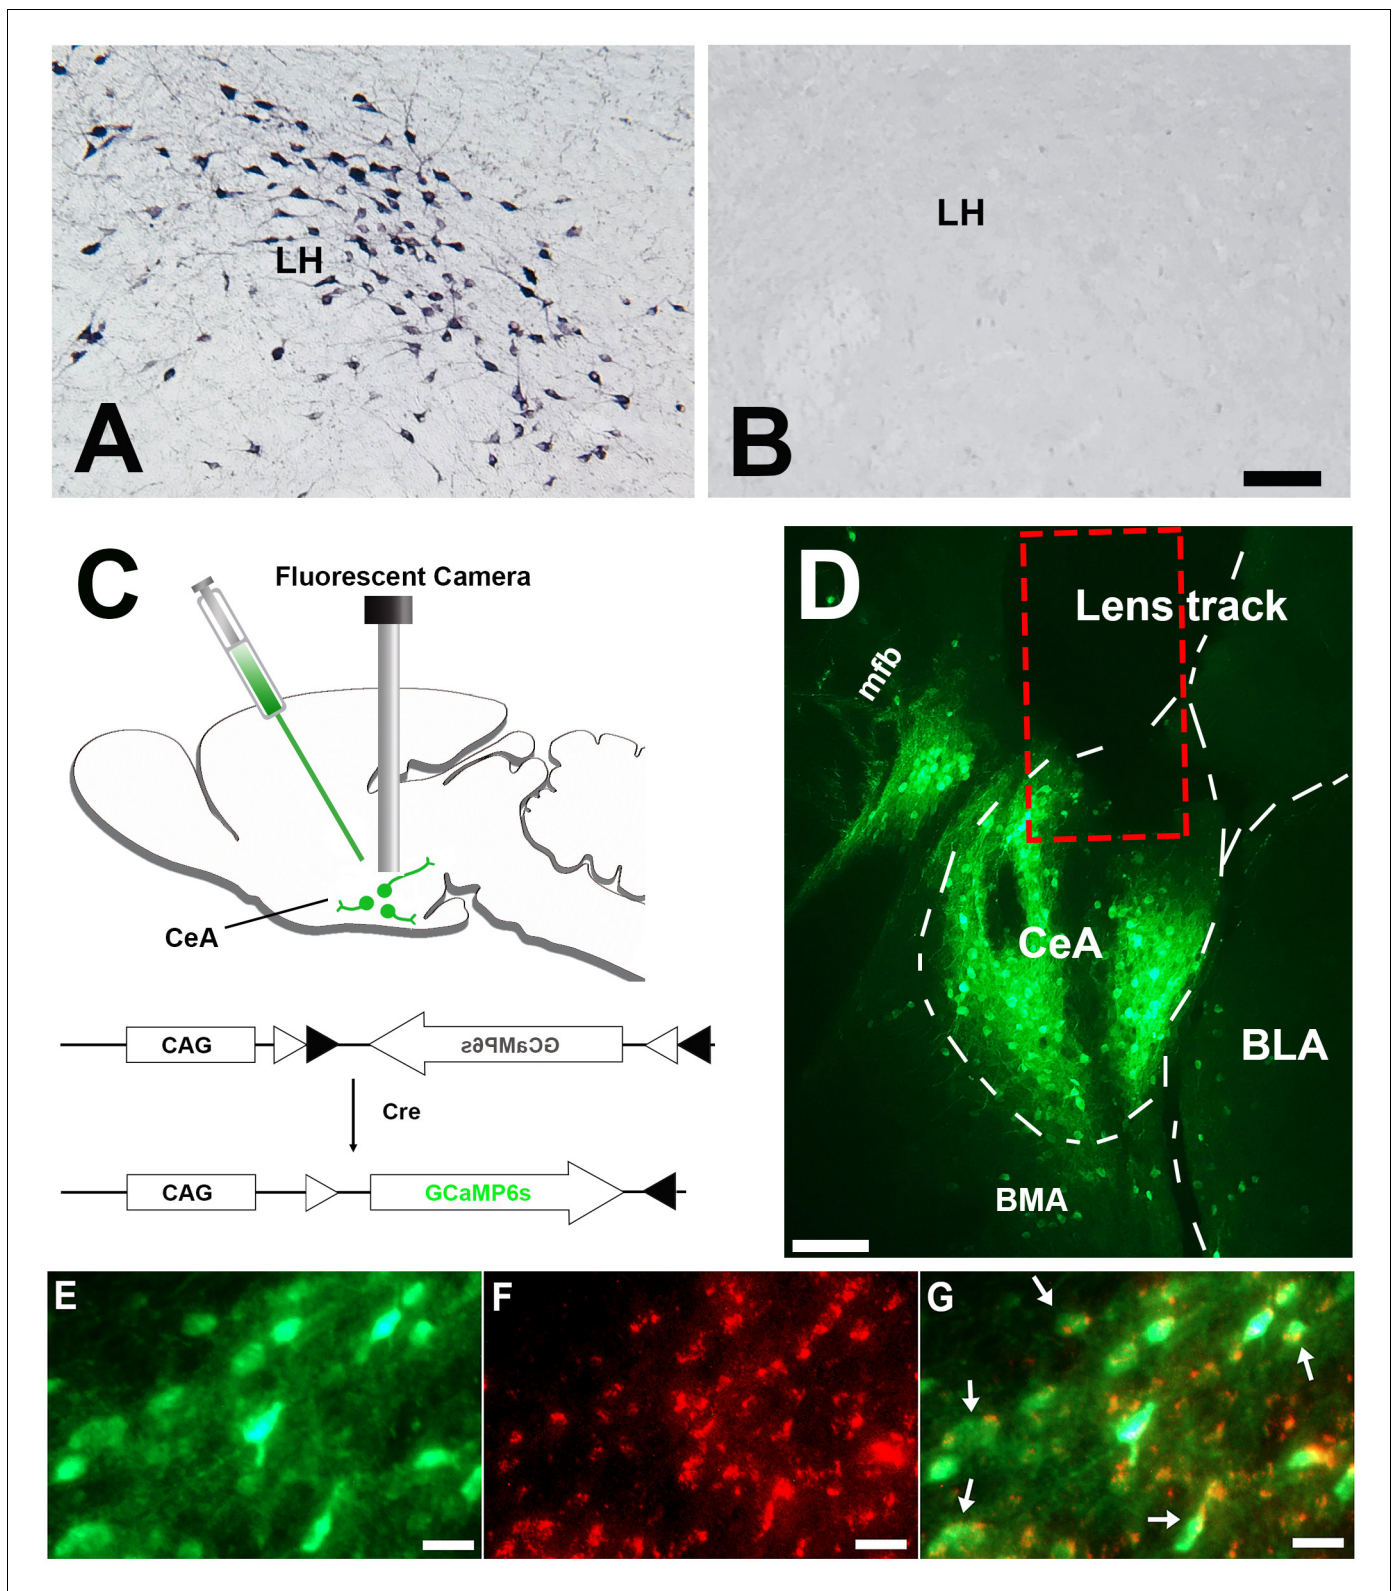 LH
A
LH
B
C
Fluorescent Camera
CeA
CAG
GCaMP6s
Cre
CAG
GCaMP6s
D
Lens track
mfb
CeA
BLA
BMA
E
F
G